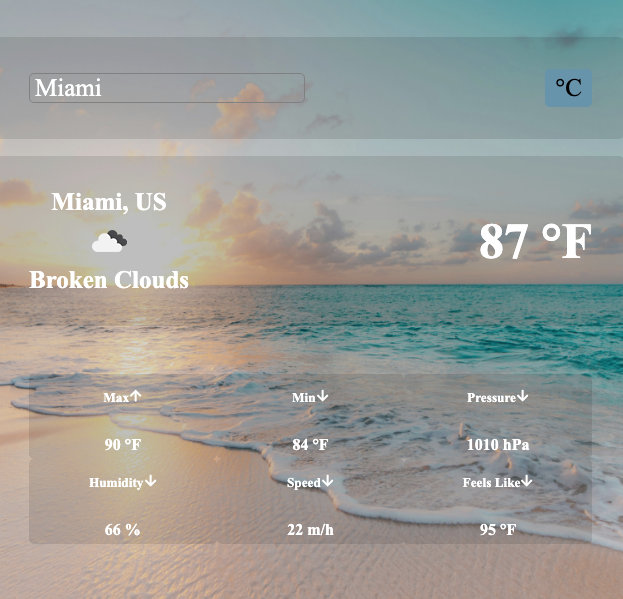 Miami
°C
Miami, US
Broken Clouds
87 °F
Max↑ Min↓ Pressure↓
90 °F 84 °F 1010 hPa
Humidity↓ Speed↓ Feels Like↓
66 % 22 m/h 95 °F